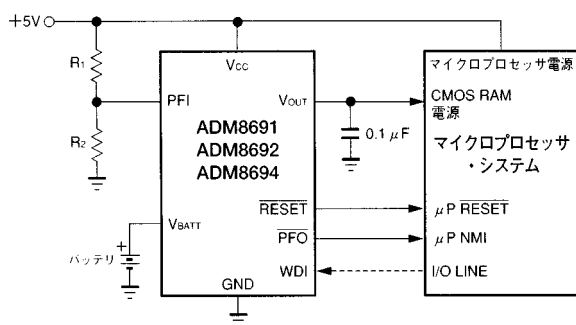 +5V
R1
R2
PFI
VCC
VOUT
ADM8691
ADM8692
ADM8694
VBATT
バッテリ
+
RESET
PFO
WDI
GND
0.1 μF
マイクロプロセッサ電源
CMOS RAM
電源
マイクロプロセッサ
・システム
μP RESET
μP NMI
I/O LINE